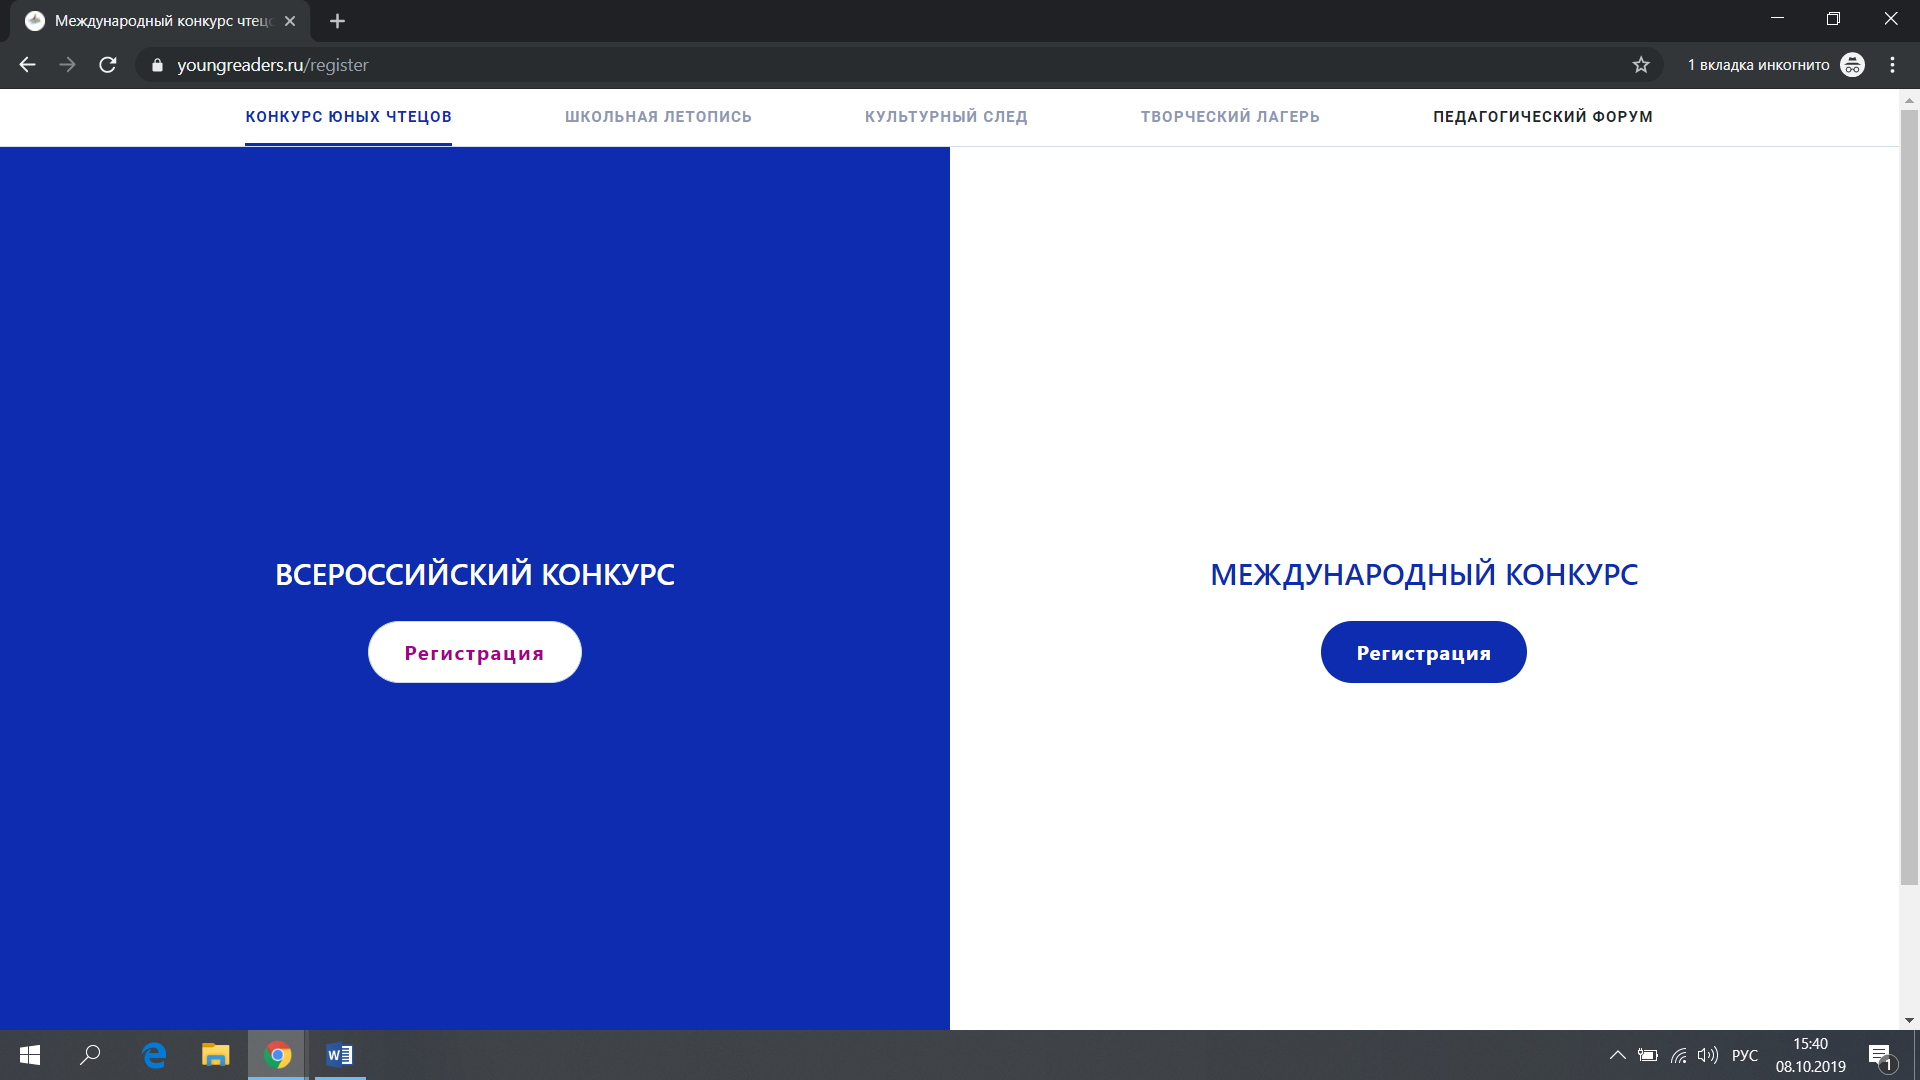 Международный конкурс чтец
youngreaders.ru/register
1 вкладка инкогнито
КОНКУРС ЮНЫХ ЧТЕЦОВ
ШКОЛЬНАЯ ЛЕТОПИСЬ
КУЛЬТУРНЫЙ СЛЕД
ТВОРЧЕСКИЙ ЛАГЕРЬ
ПЕДАГОГИЧЕСКИЙ ФОРУМ
ВСЕРОССИЙСКИЙ КОНКУРС
Регистрация
МЕЖДУНАРОДНЫЙ КОНКУРС
Регистрация
РУС
15:40
08.10.2019
1